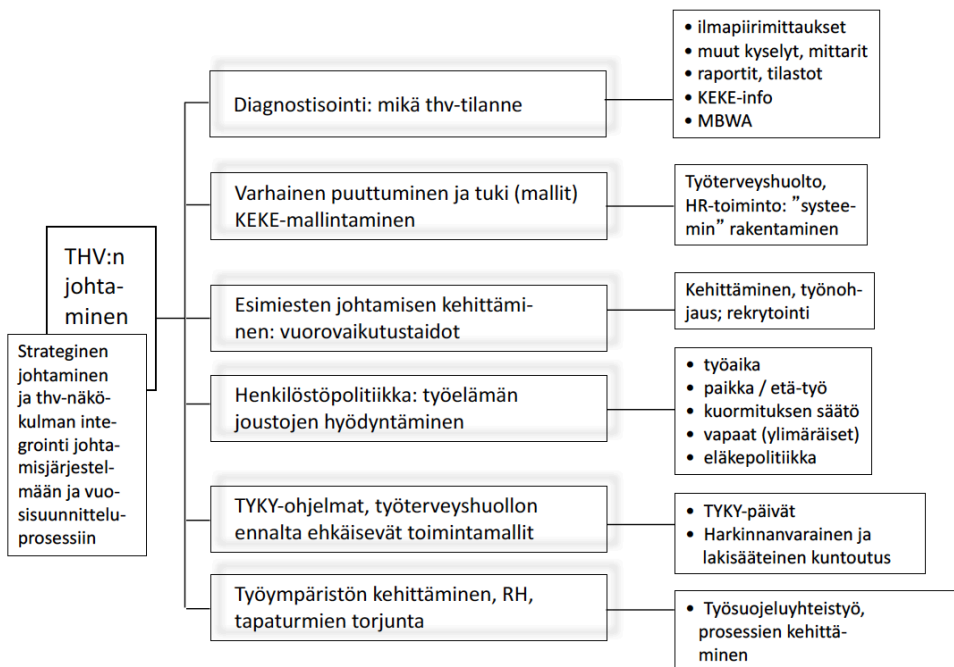 THV:n
johta-
minen
Strateginen
johtaminen
ja thv-näkö-
kulman inte-
grointi johta-
misjärjestel-
mään ja vuo-
sisuunnittelu-
prosessiin
Diagnostisointi: mikä thv-tilanne
• ilmapiirimittaukset
• muut kyselyt, mittarit
• raportit, tilastot
• KEKE-info
• MBWA
Varhainen puuttuminen ja tuki (mallit)
KEKE-mallintaminen
Työterveyshuolto,
HR-toiminto: ”systee-
min” rakentaminen
Esimiesten johtamisen kehittämi-
nen: vuorovaikutustaidot
Kehittäminen, työnoh-
jaus; rekrytointi
Henkilöstöpolitiikka: työelämän
joustojen hyödyntäminen
• työaika
• paikka / etä-työ
• kuormituksen säätö
• vapaat (ylimäräiset)
• eläkepolitiikka
TYKY-ohjelmat, työterveyshuollon
ennalta ehkäisevät toimintamallit
• TYKY-päivät
• Harkinnanvarainen ja
lakisääteinen kuntoutus
Työympäristön kehittäminen, RH,
tapaturmien torjunta
• Työsuojeluyhteistyö,
prosessien kehittä-
minen